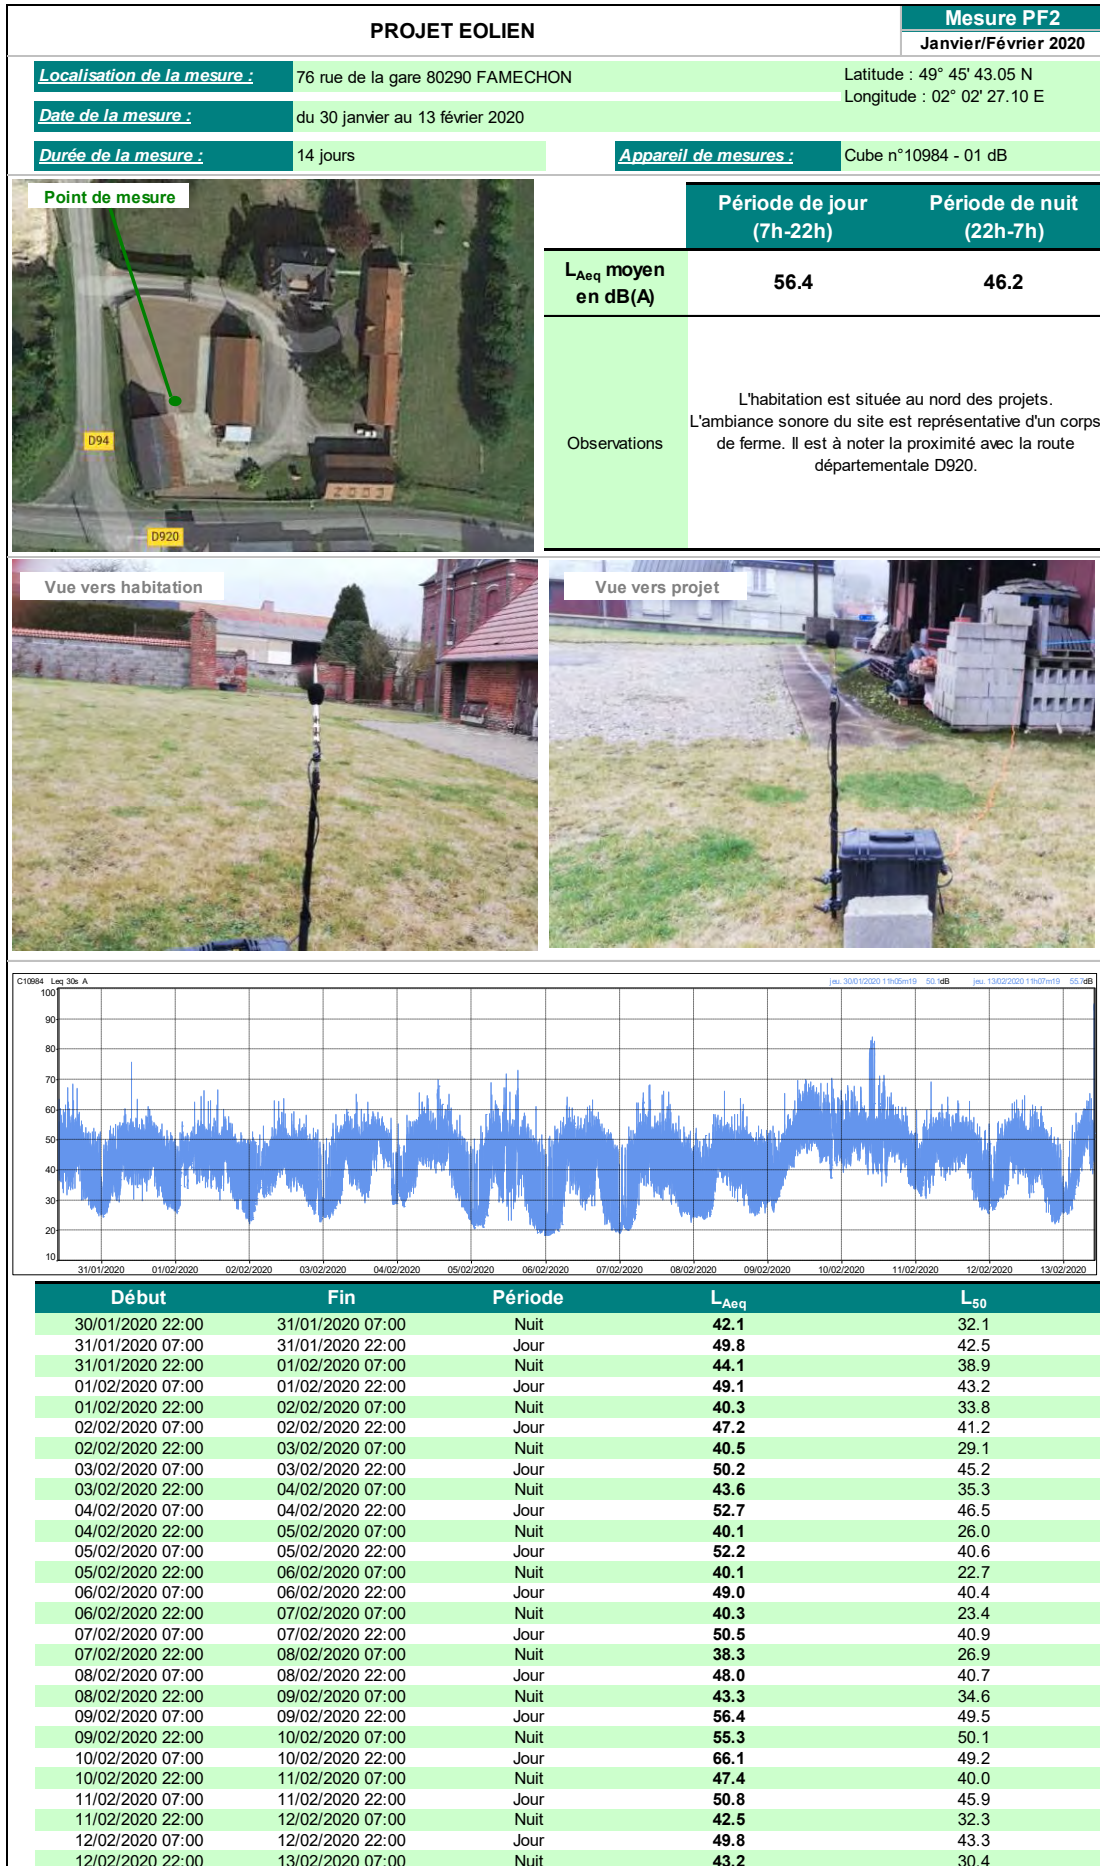 PROJET EOLIEN
Mesure PF2
Janvier/Février 2020
Localisation de la mesure : 76 rue de la gare 80290 FAMECHON Latitude : 49° 45' 43.05 N
Longitude : 02° 02' 27.10 E
Date de la mesure : du 30 janvier au 13 février 2020
Durée de la mesure : 14 jours Appareil de mesures : Cube n°10984 - 01 dB
Point de mesure
D94
D920
Période de jour (7h-22h) Période de nuit (22h-7h)
LAeq moyen en dB(A) 56.4 46.2
Observations
L'habitation est située au nord des projets.
L'ambiance sonore du site est représentative d'un corps
de ferme. Il est à noter la proximité avec la route
départementale D920.
Vue vers habitation
Vue vers projet
C10984 Leq 30s A jeu. 30/01/2020 11h05m19 50.1dB jeu. 13/02/2020 11h07m19 55.7dB
100
90
80
70
60
50
40
30
20
10
31/01/2020 01/02/2020 02/02/2020 03/02/2020 04/02/2020 05/02/2020 06/02/2020 07/02/2020 08/02/2020 09/02/2020 10/02/2020 11/02/2020 12/02/2020 13/02/2020
Début Fin Période LAeq L50
30/01/2020 22:00 31/01/2020 07:00 Nuit 42.1 32.1
31/01/2020 07:00 31/01/2020 22:00 Jour 49.8 42.5
31/01/2020 22:00 01/02/2020 07:00 Nuit 44.1 38.9
01/02/2020 07:00 01/02/2020 22:00 Jour 49.1 43.2
01/02/2020 22:00 02/02/2020 07:00 Nuit 40.3 33.8
02/02/2020 07:00 02/02/2020 22:00 Jour 47.2 41.2
02/02/2020 22:00 03/02/2020 07:00 Nuit 40.5 29.1
03/02/2020 07:00 03/02/2020 22:00 Jour 50.2 45.2
03/02/2020 22:00 04/02/2020 07:00 Nuit 43.6 35.3
04/02/2020 07:00 04/02/2020 22:00 Jour 52.7 46.5
04/02/2020 22:00 05/02/2020 07:00 Nuit 40.1 26.0
05/02/2020 07:00 05/02/2020 22:00 Jour 52.2 40.6
05/02/2020 22:00 06/02/2020 07:00 Nuit 40.1 22.7
06/02/2020 07:00 06/02/2020 22:00 Jour 49.0 40.4
06/02/2020 22:00 07/02/2020 07:00 Nuit 40.3 23.4
07/02/2020 07:00 07/02/2020 22:00 Jour 50.5 40.9
07/02/2020 22:00 08/02/2020 07:00 Nuit 38.3 26.9
08/02/2020 07:00 08/02/2020 22:00 Jour 48.0 40.7
08/02/2020 22:00 09/02/2020 07:00 Nuit 43.3 34.6
09/02/2020 07:00 09/02/2020 22:00 Jour 56.4 49.5
09/02/2020 22:00 10/02/2020 07:00 Nuit 55.3 50.1
10/02/2020 07:00 10/02/2020 22:00 Jour 66.1 49.2
10/02/2020 22:00 11/02/2020 07:00 Nuit 47.4 40.0
11/02/2020 07:00 11/02/2020 22:00 Jour 50.8 45.9
11/02/2020 22:00 12/02/2020 07:00 Nuit 42.5 32.3
12/02/2020 07:00 12/02/2020 22:00 Jour 49.8 43.3
12/02/2020 22:00 13/02/2020 07:00 Nuit 43.2 30.4